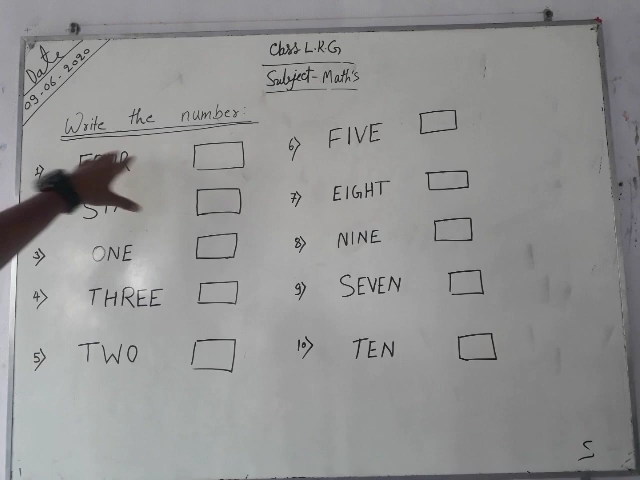 Date
09-06-2020
Class L.R.G
Subject-Math's
Write the number:
FOUR
3> ONE
4> THREE
5> TWO
6> FIVE
7> EIGHT
8> NINE
9> SEVEN
10> TEN
S